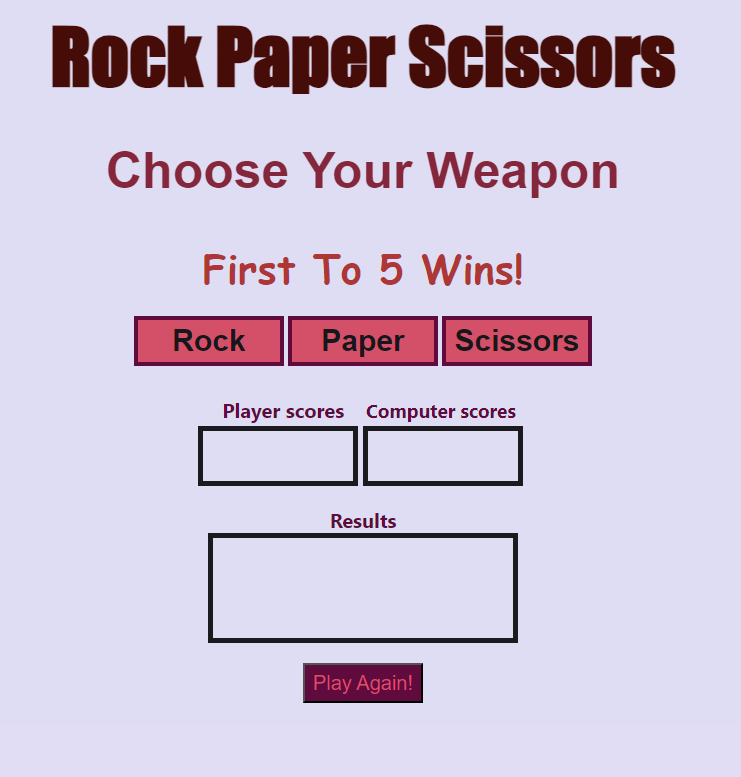 Rock Paper Scissors
Choose Your Weapon
First To 5 Wins!
Rock Paper Scissors
Player scores Computer scores
Results
Play Again!